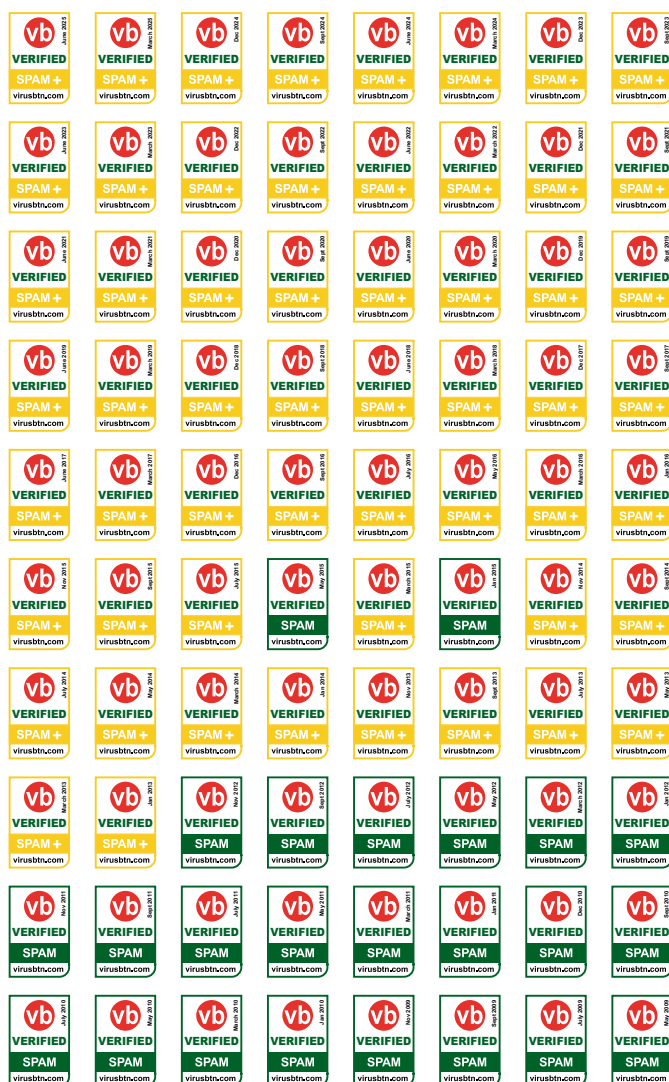 vb June 2025
VERIFIED
SPAM +
virusbtn.com
vb March 2025
VERIFIED
SPAM +
virusbtn.com
vb Dec 2024
VERIFIED
SPAM +
virusbtn.com
vb Sept 2024
VERIFIED
SPAM +
virusbtn.com
vb June 2024
VERIFIED
SPAM +
virusbtn.com
vb March 2024
VERIFIED
SPAM +
virusbtn.com
vb Dec 2023
VERIFIED
SPAM +
virusbtn.com
vb Sept 2023
VERIFIED
SPAM +
virusbtn.com
vb June 2023
VERIFIED
SPAM +
virusbtn.com
vb March 2023
VERIFIED
SPAM +
virusbtn.com
vb Dec 2022
VERIFIED
SPAM +
virusbtn.com
vb Sept 2022
VERIFIED
SPAM +
virusbtn.com
vb June 2022
VERIFIED
SPAM +
virusbtn.com
vb March 2022
VERIFIED
SPAM +
virusbtn.com
vb Dec 2021
VERIFIED
SPAM +
virusbtn.com
vb Sept 2021
VERIFIED
SPAM +
virusbtn.com
vb June 2021
VERIFIED
SPAM +
virusbtn.com
vb March 2021
VERIFIED
SPAM +
virusbtn.com
vb Dec 2020
VERIFIED
SPAM +
virusbtn.com
vb Sept 2020
VERIFIED
SPAM +
virusbtn.com
vb June 2020
VERIFIED
SPAM +
virusbtn.com
vb March 2020
VERIFIED
SPAM +
virusbtn.com
vb Dec 2019
VERIFIED
SPAM +
virusbtn.com
vb Sept 2019
VERIFIED
SPAM +
virusbtn.com
vb June 2019
VERIFIED
SPAM +
virusbtn.com
vb March 2019
VERIFIED
SPAM +
virusbtn.com
vb Dec 2018
VERIFIED
SPAM +
virusbtn.com
vb Sept 2018
VERIFIED
SPAM +
virusbtn.com
vb June 2018
VERIFIED
SPAM +
virusbtn.com
vb March 2018
VERIFIED
SPAM +
virusbtn.com
vb Dec 2017
VERIFIED
SPAM +
virusbtn.com
vb Sept 2017
VERIFIED
SPAM +
virusbtn.com
vb June 2017
VERIFIED
SPAM +
virusbtn.com
vb March 2017
VERIFIED
SPAM +
virusbtn.com
vb Dec 2016
VERIFIED
SPAM +
virusbtn.com
vb Sept 2016
VERIFIED
SPAM +
virusbtn.com
vb July 2016
VERIFIED
SPAM +
virusbtn.com
vb May 2016
VERIFIED
SPAM +
virusbtn.com
vb March 2016
VERIFIED
SPAM +
virusbtn.com
vb Jan 2016
VERIFIED
SPAM +
virusbtn.com
vb Nov 2015
VERIFIED
SPAM +
virusbtn.com
vb Sept 2015
VERIFIED
SPAM +
virusbtn.com
vb July 2015
VERIFIED
SPAM +
virusbtn.com
vb May 2015
VERIFIED
SPAM
virusbtn.com
vb March 2015
VERIFIED
SPAM +
virusbtn.com
vb Jan 2015
VERIFIED
SPAM
virusbtn.com
vb Nov 2014
VERIFIED
SPAM +
virusbtn.com
vb Sept 2014
VERIFIED
SPAM +
virusbtn.com
vb July 2014
VERIFIED
SPAM +
virusbtn.com
vb May 2014
VERIFIED
SPAM +
virusbtn.com
vb March 2014
VERIFIED
SPAM +
virusbtn.com
vb Jan 2014
VERIFIED
SPAM +
virusbtn.com
vb Nov 2013
VERIFIED
SPAM +
virusbtn.com
vb Sept 2013
VERIFIED
SPAM +
virusbtn.com
vb July 2013
VERIFIED
SPAM +
virusbtn.com
vb May 2013
VERIFIED
SPAM +
virusbtn.com
vb March 2013
VERIFIED
SPAM +
virusbtn.com
vb Jan 2013
VERIFIED
SPAM +
virusbtn.com
vb Nov 2012
VERIFIED
SPAM
virusbtn.com
vb Sept 2012
VERIFIED
SPAM
virusbtn.com
vb July 2012
VERIFIED
SPAM
virusbtn.com
vb May 2012
VERIFIED
SPAM
virusbtn.com
vb March 2012
VERIFIED
SPAM
virusbtn.com
vb Jan 2012
VERIFIED
SPAM
virusbtn.com
vb Nov 2011
VERIFIED
SPAM
virusbtn.com
vb Sept 2011
VERIFIED
SPAM
virusbtn.com
vb July 2011
VERIFIED
SPAM
virusbtn.com
vb May 2011
VERIFIED
SPAM
virusbtn.com
vb March 2011
VERIFIED
SPAM
virusbtn.com
vb Jan 2011
VERIFIED
SPAM
virusbtn.com
vb Dec 2010
VERIFIED
SPAM
virusbtn.com
vb Sept 2010
VERIFIED
SPAM
virusbtn.com
vb July 2010
VERIFIED
SPAM
virusbtn.com
vb May 2010
VERIFIED
SPAM
virusbtn.com
vb March 2010
VERIFIED
SPAM
virusbtn.com
vb Jan 2010
VERIFIED
SPAM
virusbtn.com
vb Nov 2009
VERIFIED
SPAM
virusbtn.com
vb Sept 2009
VERIFIED
SPAM
virusbtn.com
vb July 2009
VERIFIED
SPAM
virusbtn.com
vb May 2009
VERIFIED
SPAM
virusbtn.com